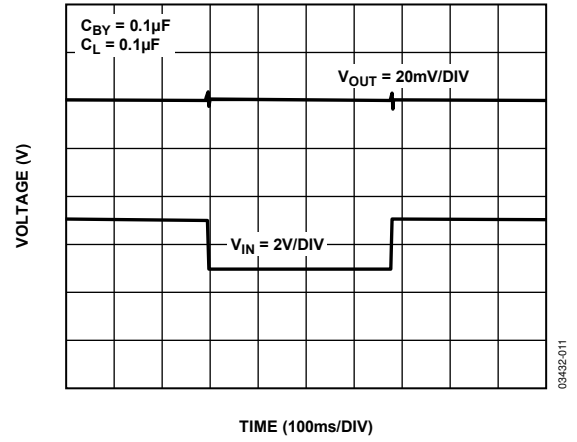 C_BY = 0.1µF
C_L = 0.1µF
V_OUT = 20mV/DIV
VOLTAGE (V)
V_IN = 2V/DIV
03432-011
TIME (100ms/DIV)